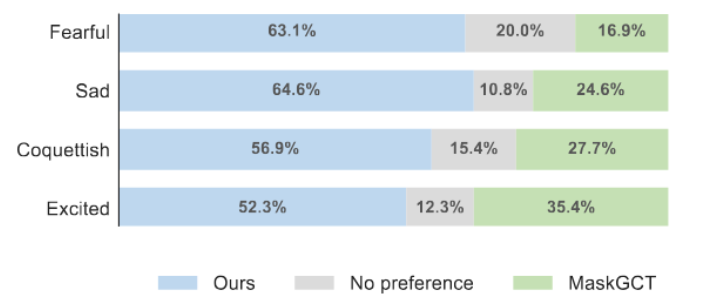 Fearful 63.1% 20.0% 16.9%
Sad 64.6% 10.8% 24.6%
Coquettish 56.9% 15.4% 27.7%
Excited 52.3% 12.3% 35.4%
Ours No preference MaskGCT